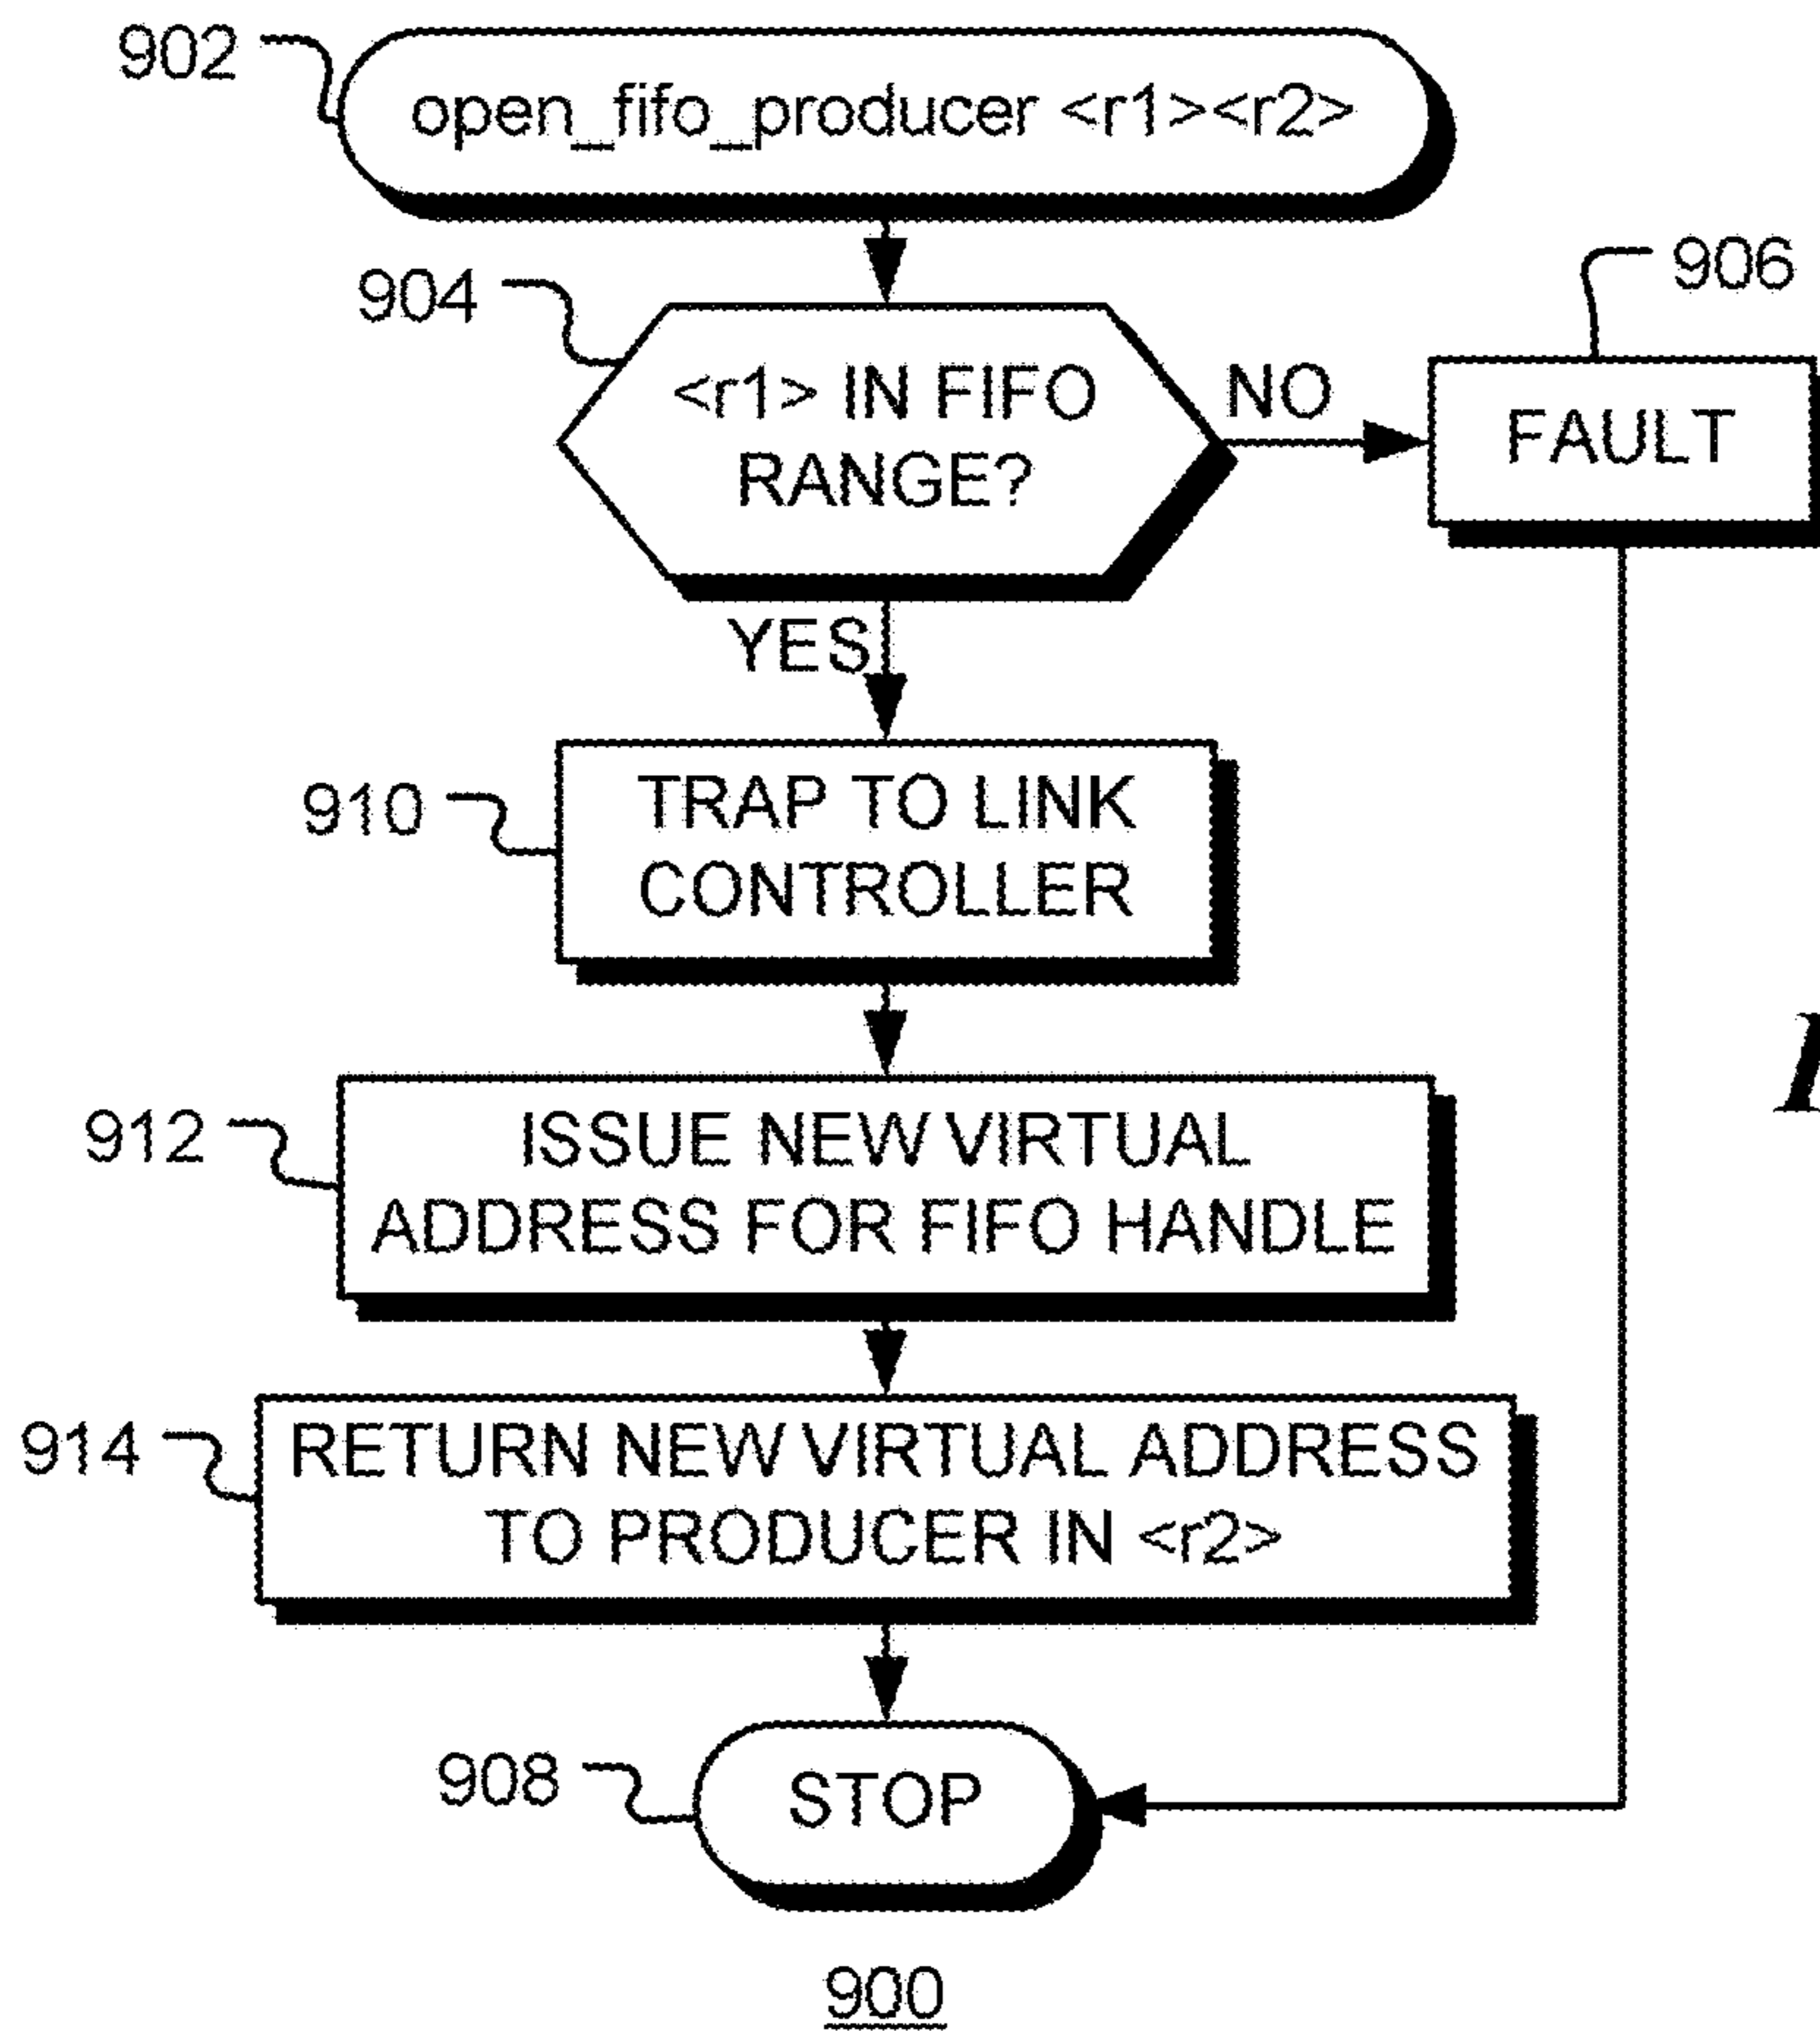 902
open_fifo_producer <r1><r2>
904
906
<r1> IN FIFO
RANGE?
NO
FAULT
YES
910
TRAP TO LINK
CONTROLLER
912
ISSUE NEW VIRTUAL
ADDRESS FOR FIFO HANDLE
914
RETURN NEW VIRTUAL ADDRESS
TO PRODUCER IN <r2>
908
STOP
900